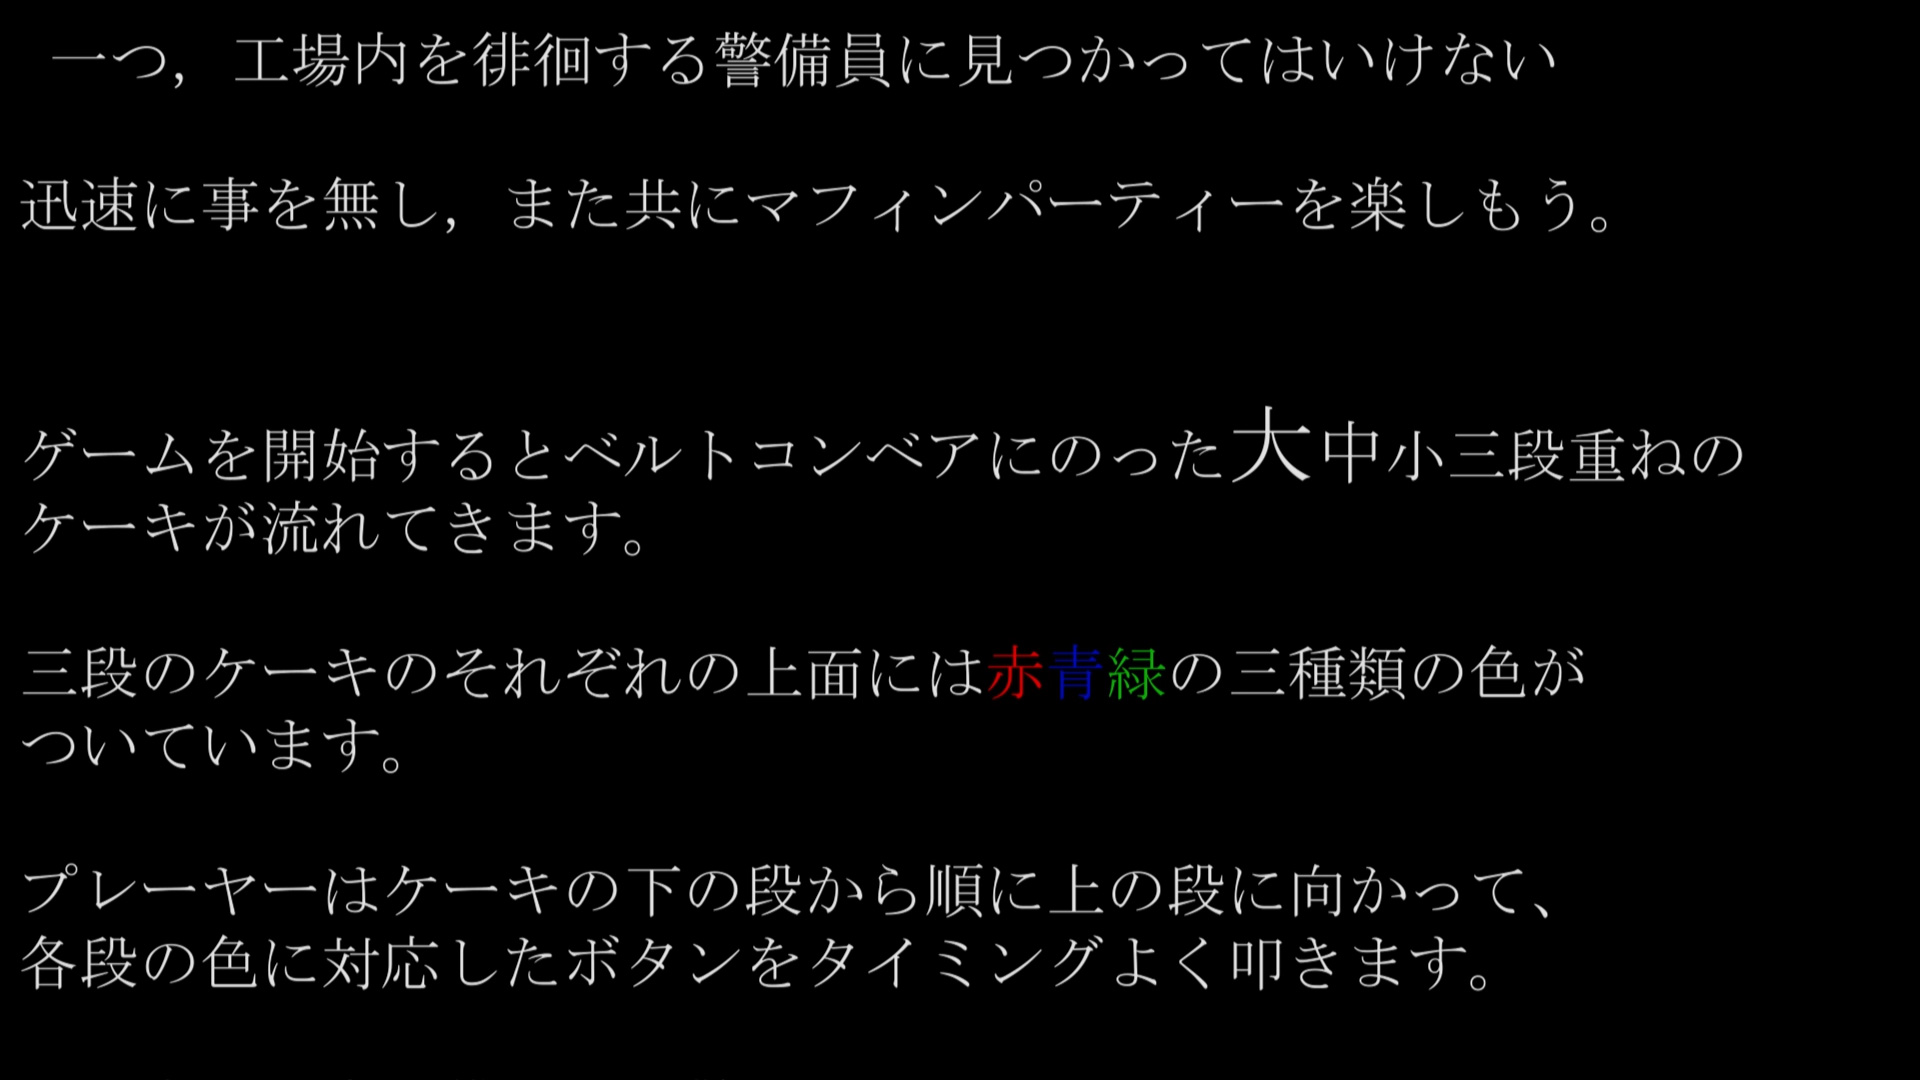 一つ，工場内を徘徊する警備員に見つかってはいけない
迅速に事を無し，また共にマフィンパーティーを楽しもう。
ゲームを開始するとベルトコンベアにのった大中小三段重ねの
ケーキが流れてきます。
三段のケーキのそれぞれの上面には赤青緑の三種類の色が
ついています。
プレーヤーはケーキの下の段から順に上の段に向かって、
各段の色に対応したボタンをタイミングよく叩きます。